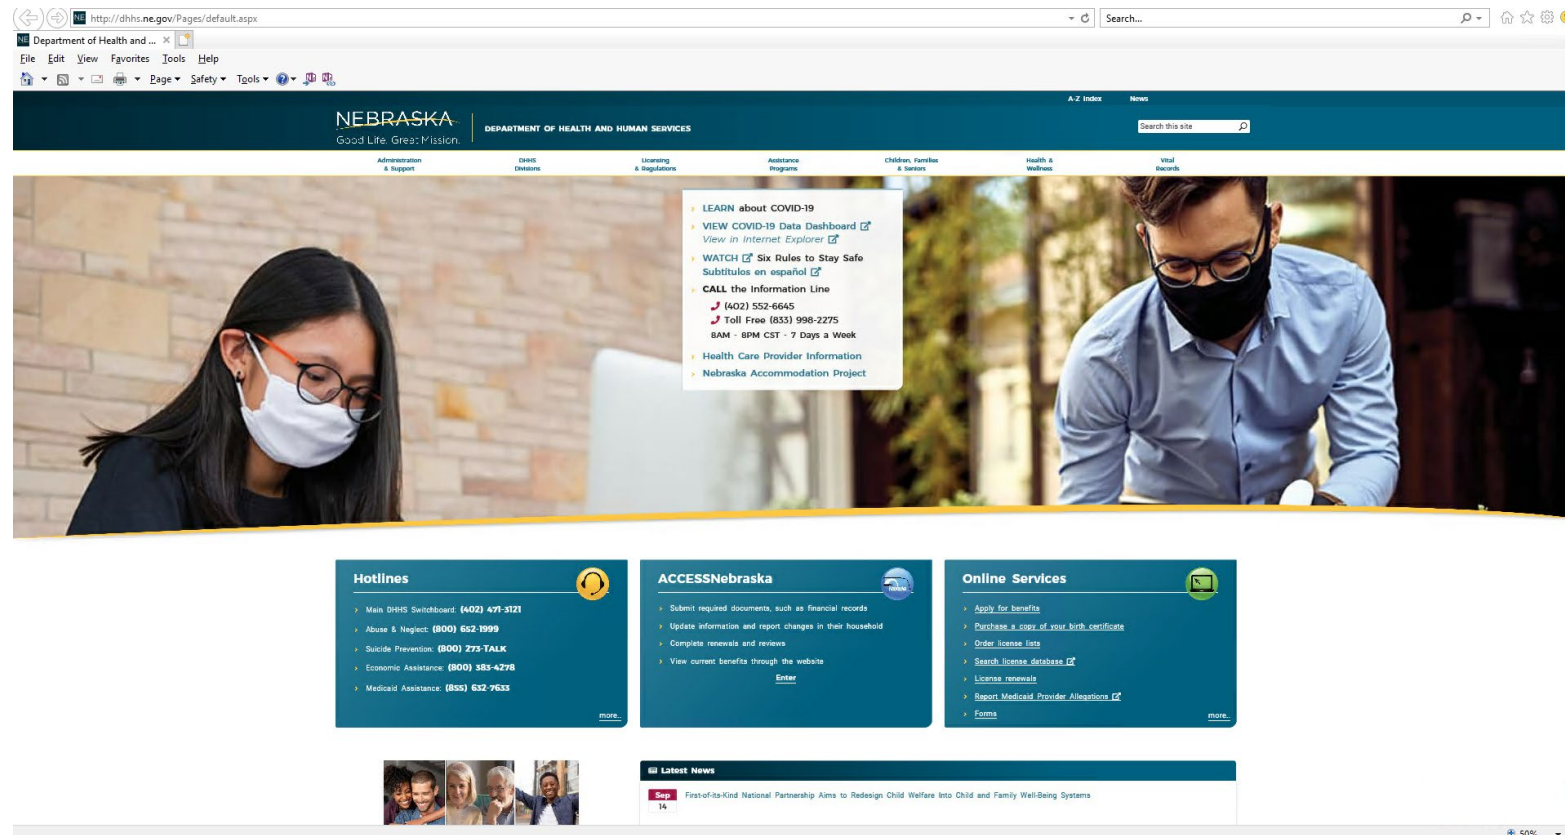 NE http://dhhs.ne.gov/Pages/default.aspx
Search...
NE Department of Health and ...
File Edit View Favorites Tools Help
Page Safety Tools
A-Z Index News
NEBRASKA
Good Life. Great Mission.
DEPARTMENT OF HEALTH AND HUMAN SERVICES
Search this site
Administration & Support
DHHS Divisions
Licensing & Regulations
Assistance Programs
Children, Families & Seniors
Health & Wellness
Vital Records
LEARN about COVID-19
VIEW COVID-19 Data Dashboard
View in Internet Explorer
WATCH Six Rules to Stay Safe
Subtítulos en español
CALL the Information Line
(402) 552-6645
Toll Free (833) 998-2275
8AM - 8PM CST - 7 Days a Week
Health Care Provider Information
Nebraska Accommodation Project
Hotlines
Main DHHS Switchboard: (402) 471-3121
Abuse & Neglect: (800) 652-1999
Suicide Prevention: (800) 273-TALK
Economic Assistance: (800) 383-4278
Medicaid Assistance: (855) 632-7633
more..
ACCESSNebraska
Submit required documents, such as financial records
Update information and report changes in their household
Complete renewals and reviews
View current benefits through the website
Enter
Online Services
Apply for benefits
Purchase a copy of your birth certificate
Order license lists
Search license database
License renewals
Report Medicaid Provider Allegations
Forms
more..
Latest News
Sep
14
First-of-its-Kind National Partnership Aims to Redesign Child Welfare Into Child and Family Well-Being Systems
50%